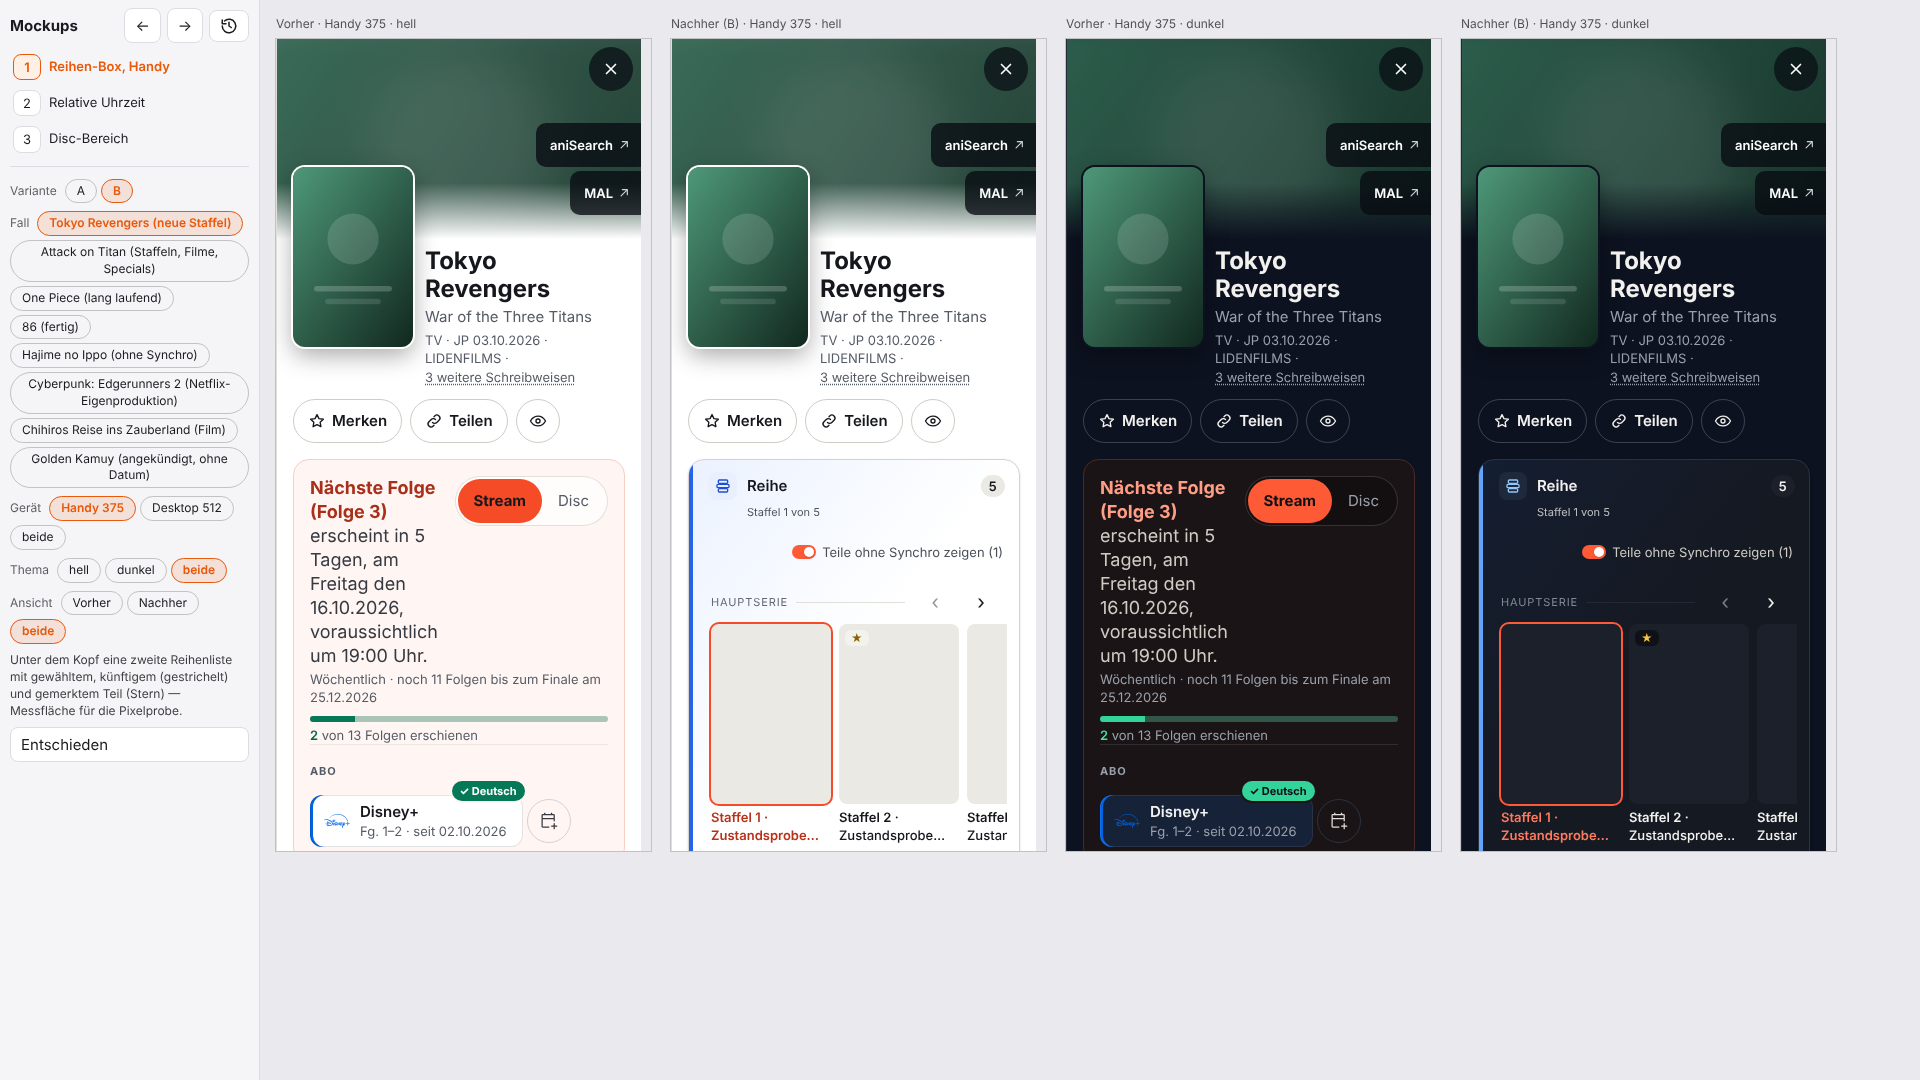 Mockups
1 Reihen-Box, Handy
2 Relative Uhrzeit
3 Disc-Bereich
Variante A B
Fall Tokyo Revengers (neue Staffel)
Attack on Titan (Staffeln, Filme,
Specials)
One Piece (lang laufend)
86 (fertig)
Hajime no Ippo (ohne Synchro)
Cyberpunk: Edgerunners 2 (Netflix-
Eigenproduktion)
Chihiros Reise ins Zauberland (Film)
Golden Kamuy (angekündigt, ohne
Datum)
Gerät Handy 375 Desktop 512
beide
Thema hell dunkel beide
Ansicht Vorher Nachher
beide
Unter dem Kopf eine zweite Reihenliste
mit gewähltem, künftigem (gestrichelt)
und gemerktem Teil (Stern) —
Messfläche für die Pixelprobe.
Entschieden
Vorher · Handy 375 · hell
aniSearch ↗
MAL ↗
Tokyo
Revengers
War of the Three Titans
TV · JP 03.10.2026 ·
LIDENFILMS ·
3 weitere Schreibweisen
Merken Teilen
Nächste Folge
(Folge 3)
erscheint in 5
Tagen, am
Freitag den
16.10.2026,
voraussichtlich
um 19:00 Uhr.
Stream Disc
Wöchentlich · noch 11 Folgen bis zum Finale am
25.12.2026
2 von 13 Folgen erschienen
ABO
✓ Deutsch
Disney+
Disney+
Fg. 1–2 · seit 02.10.2026
Nachher (B) · Handy 375 · hell
aniSearch ↗
MAL ↗
Tokyo
Revengers
War of the Three Titans
TV · JP 03.10.2026 ·
LIDENFILMS ·
3 weitere Schreibweisen
Merken Teilen
Reihe 5
Staffel 1 von 5
Teile ohne Synchro zeigen (1)
HAUPTSERIE
★
Staffel 1 ·
Zustandsprobe…
Staffel 2 ·
Zustandsprobe…
Staffel
Zustar
Vorher · Handy 375 · dunkel
aniSearch ↗
MAL ↗
Tokyo
Revengers
War of the Three Titans
TV · JP 03.10.2026 ·
LIDENFILMS ·
3 weitere Schreibweisen
Merken Teilen
Nächste Folge
(Folge 3)
erscheint in 5
Tagen, am
Freitag den
16.10.2026,
voraussichtlich
um 19:00 Uhr.
Stream Disc
Wöchentlich · noch 11 Folgen bis zum Finale am
25.12.2026
2 von 13 Folgen erschienen
ABO
✓ Deutsch
Disney+
Disney+
Fg. 1–2 · seit 02.10.2026
Nachher (B) · Handy 375 · dunkel
aniSearch ↗
MAL ↗
Tokyo
Revengers
War of the Three Titans
TV · JP 03.10.2026 ·
LIDENFILMS ·
3 weitere Schreibweisen
Merken Teilen
Reihe 5
Staffel 1 von 5
Teile ohne Synchro zeigen (1)
HAUPTSERIE
★
Staffel 1 ·
Zustandsprobe…
Staffel 2 ·
Zustandsprobe…
Staffel
Zustar